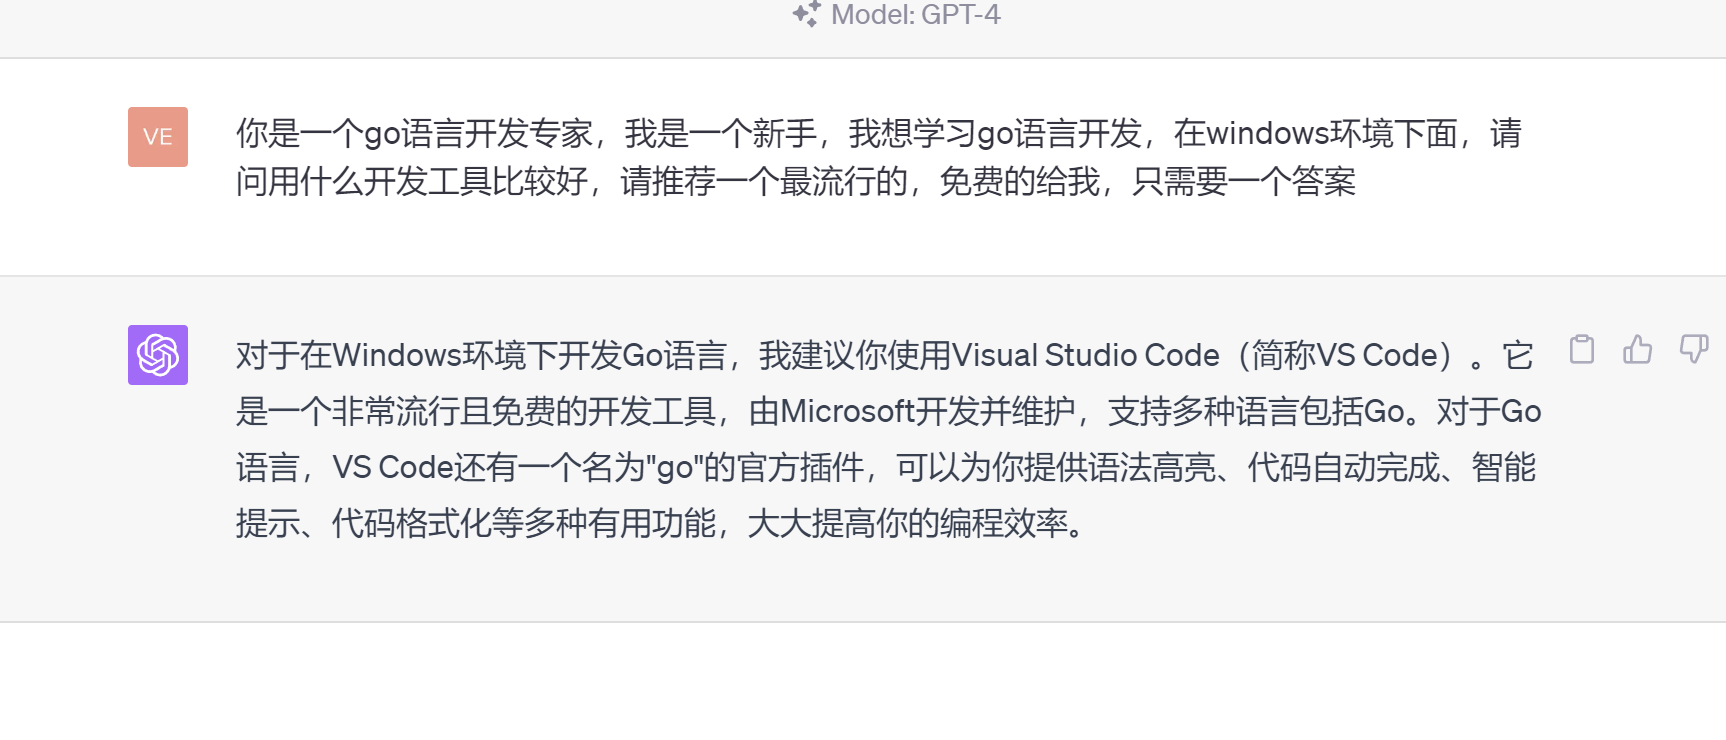 Model: GPT-4
VE
你是一个go语言开发专家，我是一个新手，我想学习go语言开发，在windows环境下面，请
问用什么开发工具比较好，请推荐一个最流行的，免费的给我，只需要一个答案
对于在Windows环境下开发Go语言，我建议你使用Visual Studio Code（简称VS Code）。它
是一个非常流行且免费的开发工具，由Microsoft开发并维护，支持多种语言包括Go。对于Go
语言，VS Code还有一个名为"go"的官方插件，可以为你提供语法高亮、代码自动完成、智能
提示、代码格式化等多种有用功能，大大提高你的编程效率。